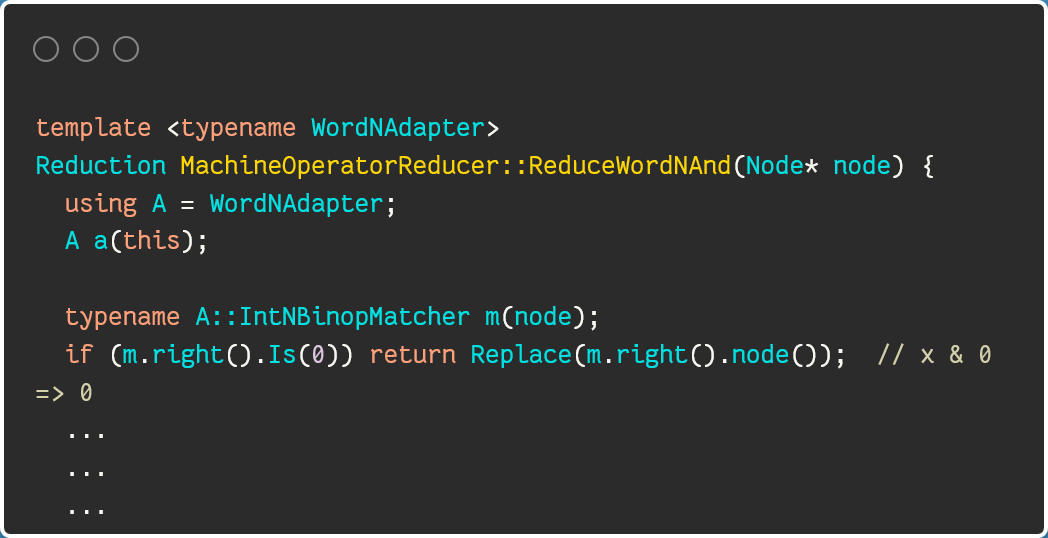 template <typename WordNAdapter>
Reduction MachineOperatorReducer::ReduceWordNAnd(Node* node) {
  using A = WordNAdapter;
  A a(this);

  typename A::IntNBinopMatcher m(node);
  if (m.right().Is(0)) return Replace(m.right().node());  // x & 0
=> 0
  ...
  ...
  ...